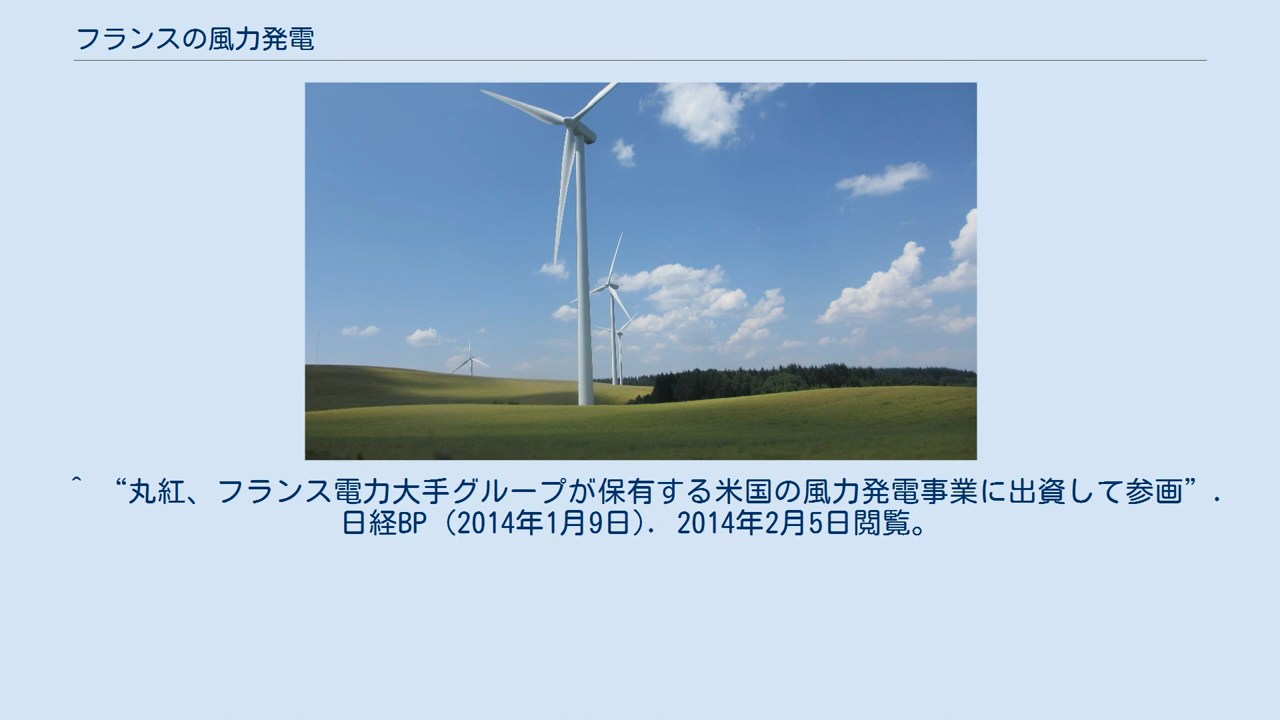 フランスの風力発電
^ “丸紅、フランス電力大手グループが保有する米国の風力発電事業に出資して参画”.
日経BP (2014年1月9日). 2014年2月5日閲覧。